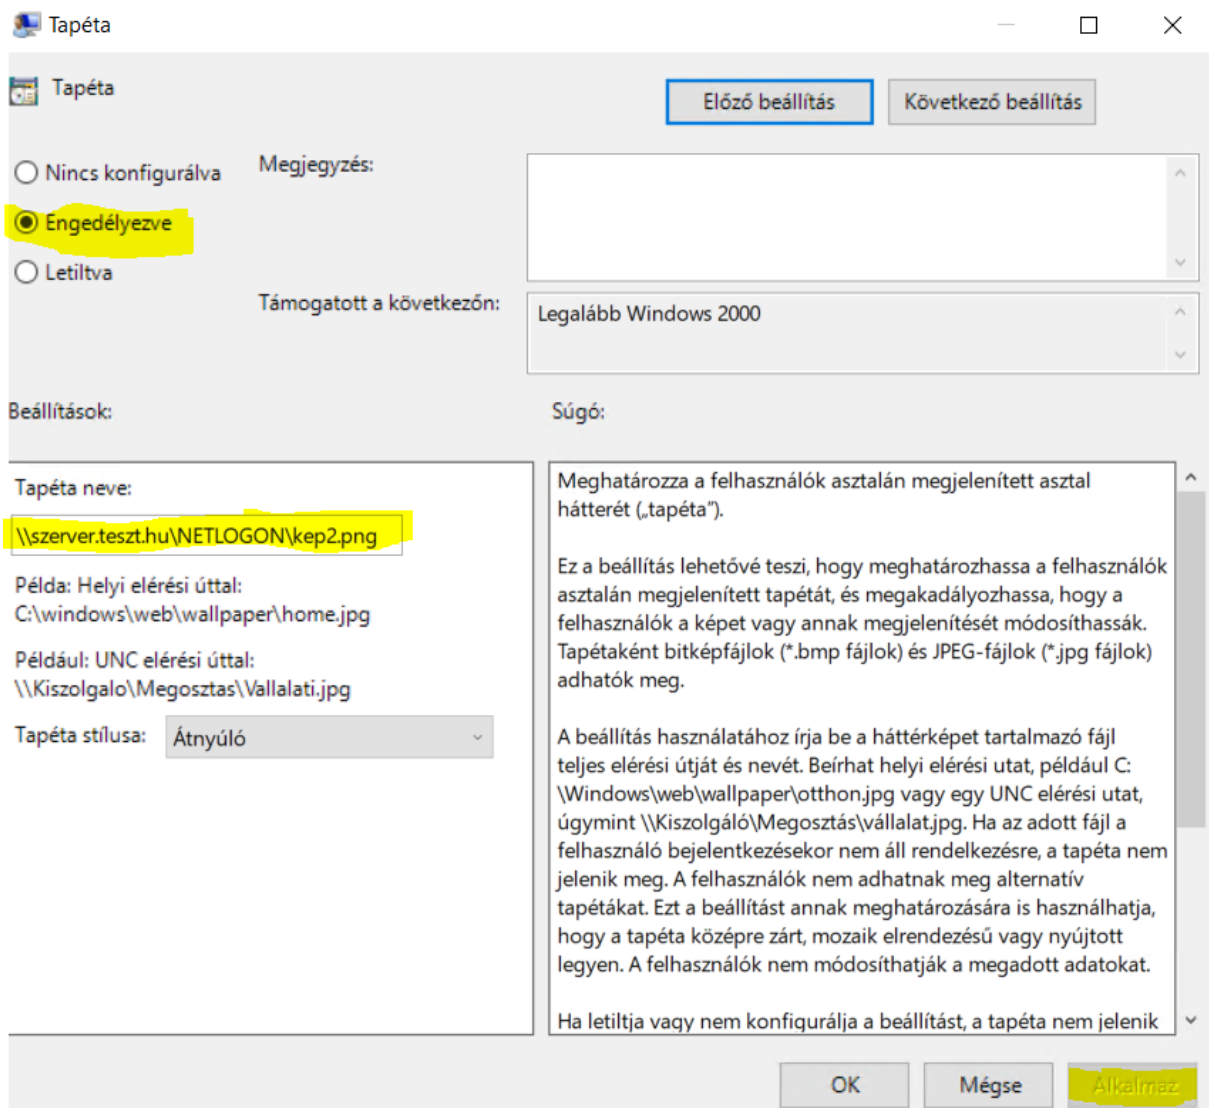 Tapéta
Tapéta
Előző beállítás
Következő beállítás
Nincs konfigurálva
Megjegyzés:
Engedélyezve
Letiltva
Támogatott a következőn:
Legalább Windows 2000
Beállítások:
Súgó:
Tapéta neve:
\\szerver.teszt.hu\NETLOGON\kep2.png
Példa: Helyi elérési úttal:
C:\windows\web\wallpaper\home.jpg
Például: UNC elérési úttal:
\\Kiszolgalo\Megosztas\Vallalati.jpg
Tapéta stílusa:
Átnyúló
Meghatározza a felhasználók asztalán megjelenített asztal
hátterét („tapéta”).
Ez a beállítás lehetővé teszi, hogy meghatározhassa a felhasználók
asztalán megjelenített tapétát, és megakadályozhassa, hogy a
felhasználók a képet vagy annak megjelenítését módosíthassák.
Tapétaként bitképfájlok (*.bmp fájlok) és JPEG-fájlok (*.jpg fájlok)
adhatók meg.
A beállítás használatához írja be a háttérképet tartalmazó fájl
teljes elérési útját és nevét. Beírhat helyi elérési utat, például C:
\Windows\web\wallpaper\otthon.jpg vagy egy UNC elérési utat,
úgymint \\Kiszolgáló\Megosztás\vállalat.jpg. Ha az adott fájl a
felhasználó bejelentkezésekor nem áll rendelkezésre, a tapéta nem
jelenik meg. A felhasználók nem adhatnak meg alternatív
tapétákat. Ezt a beállítást annak meghatározására is használhatja,
hogy a tapéta középre zárt, mozaik elrendezésű vagy nyújtott
legyen. A felhasználók nem módosíthatják a megadott adatokat.
Ha letiltja vagy nem konfigurálja a beállítást, a tapéta nem jelenik
OK
Mégse
Alkalmaz